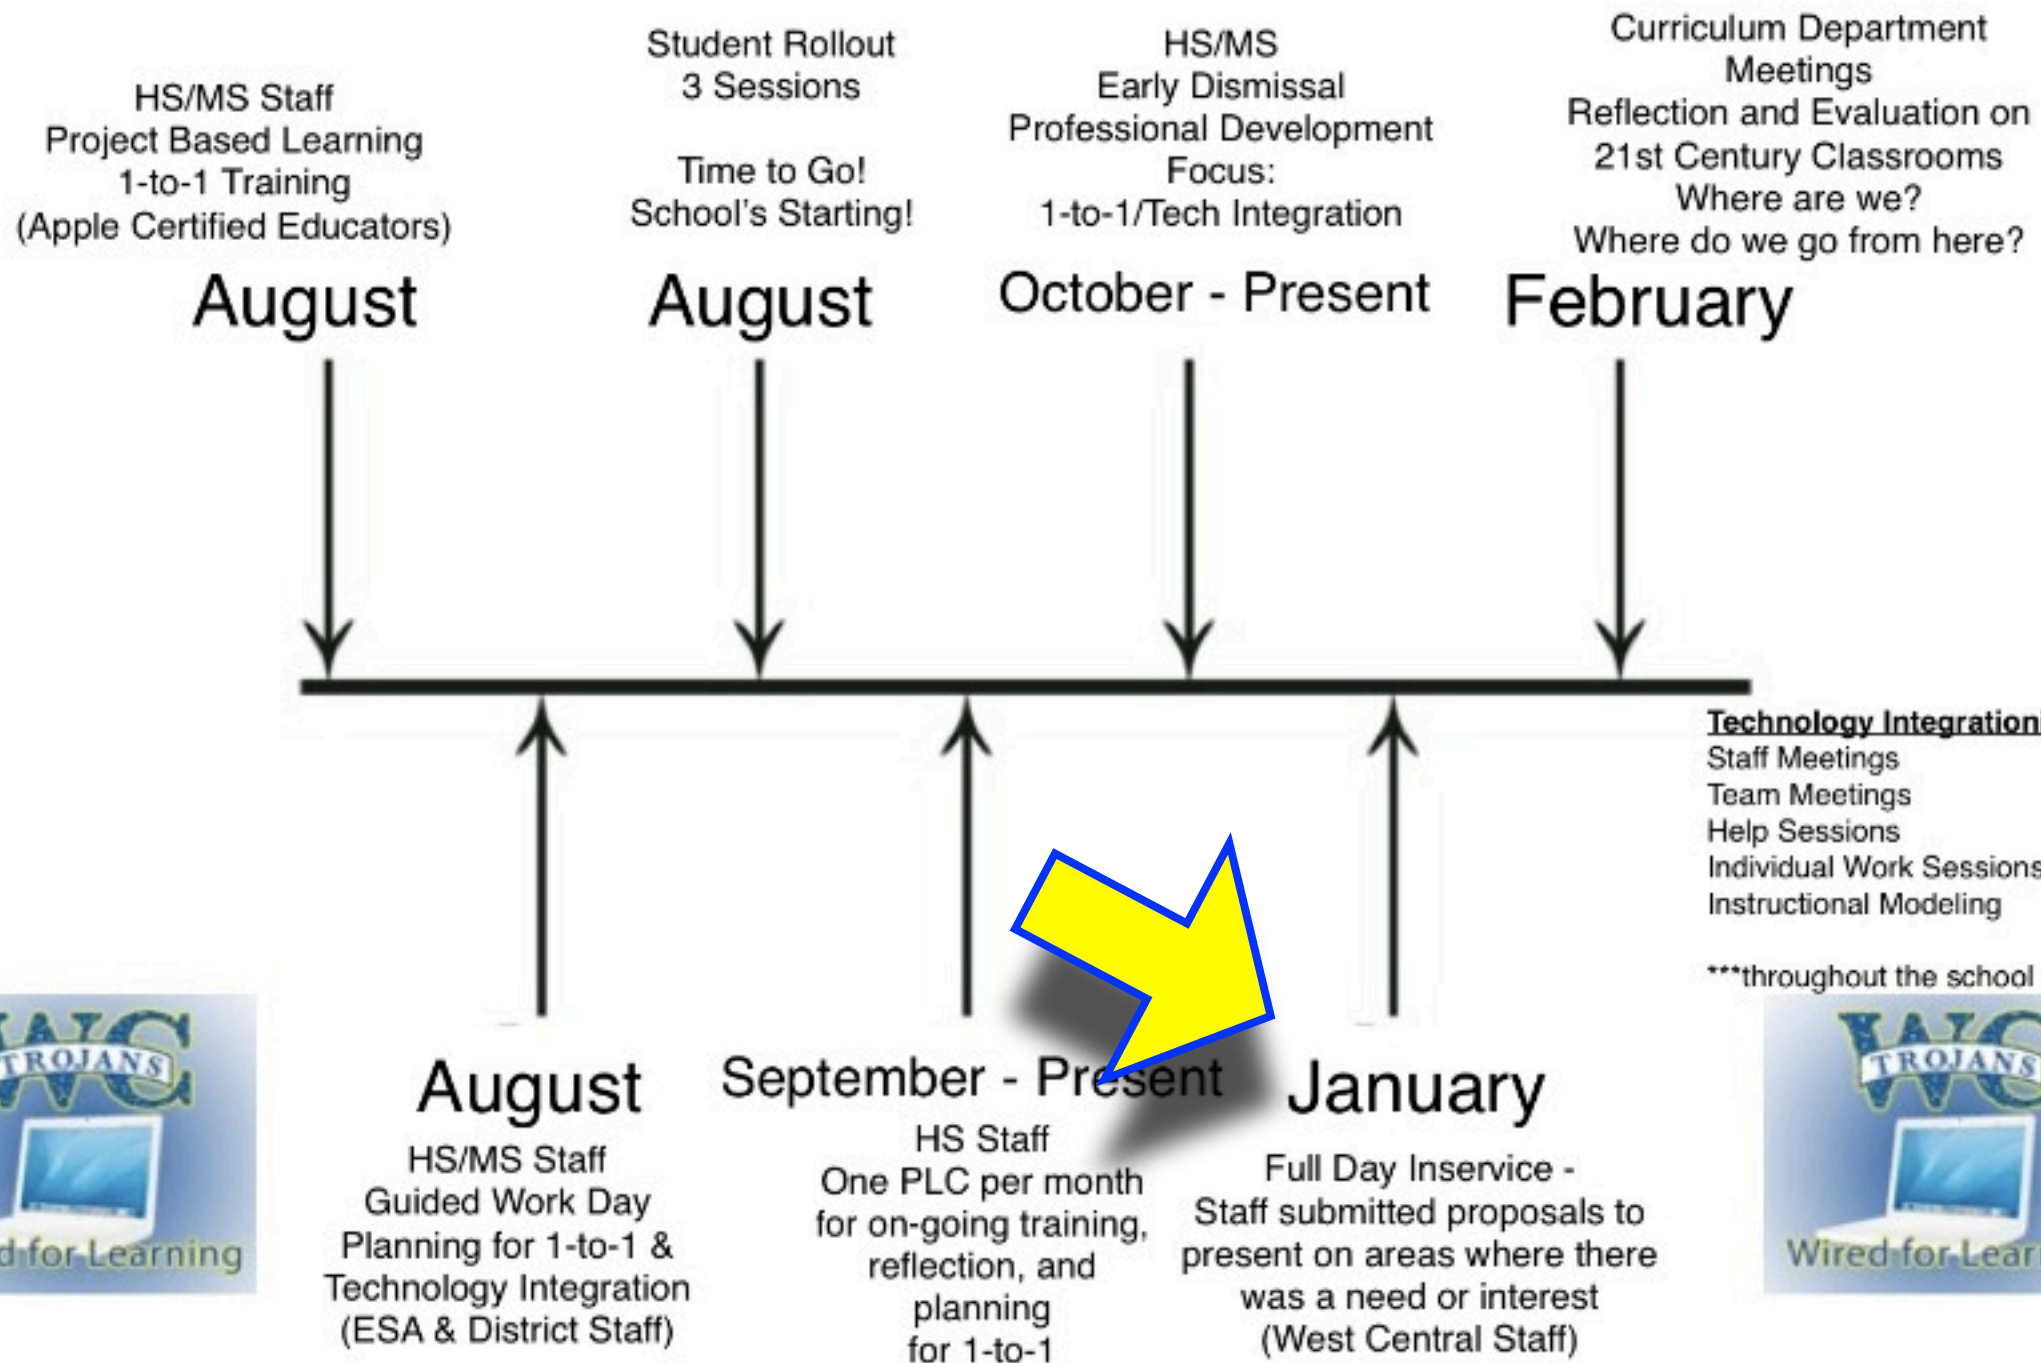 HS/MS Staff
Project Based Learning
1-to-1 Training
(Apple Certified Educators)
August
Student Rollout
3 Sessions
Time to Go!
School's Starting!
August
HS/MS
Early Dismissal
Professional Development
Focus:
1-to-1/Tech Integration
October - Present
Curriculum Department
Meetings
Reflection and Evaluation on
21st Century Classrooms
Where are we?
Where do we go from here?
February
Technology Integration
Staff Meetings
Team Meetings
Help Sessions
Individual Work Sessions
Instructional Modeling
***throughout the school
WC
TROJANS
for Learning
August
HS/MS Staff
Guided Work Day
Planning for 1-to-1 &
Technology Integration
(ESA & District Staff)
September - Present
HS Staff
One PLC per month
for on-going training,
reflection, and
planning
for 1-to-1
January
Full Day Inservice -
Staff submitted proposals to
present on areas where there
was a need or interest
(West Central Staff)
WC
TROJANS
Wired for Lear